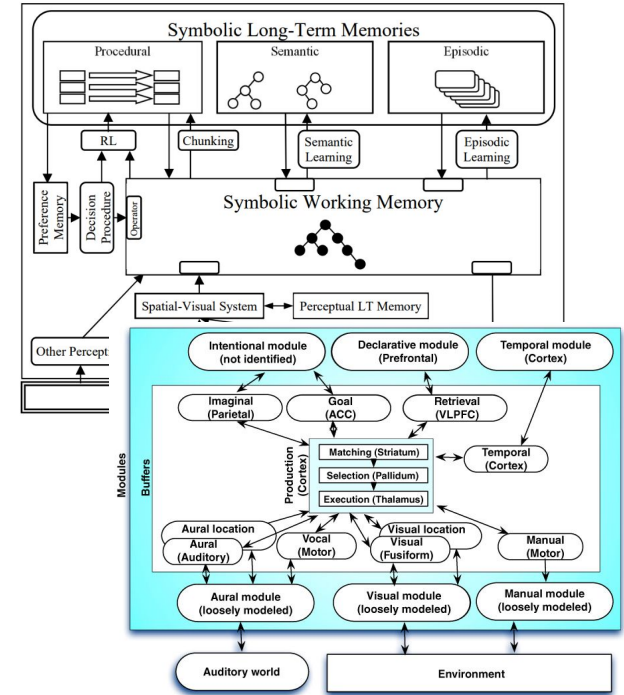 Symbolic Long-Term Memories
Procedural
Semantic
Episodic
RL
Chunking
Semantic
Learning
Episodic
Learning
Preference
Memory
Decision
Procedure
Operator
Symbolic Working Memory
Spatial-Visual System
Perceptual LT Memory
Other Percepti
Intentional module
(not identified)
Declarative module
(Prefrontal)
Temporal module
(Cortex)
Modules
Buffers
Imaginal
(Parietal)
Goal
(ACC)
Retrieval
(VLPFC)
Production
(Cortex)
Matching (Striatum)
Selection (Pallidum)
Execution (Thalamus)
Temporal
(Cortex)
Aural location
Aural
(Auditory)
Vocal
(Motor)
Visual location
Visual
(Fusiform)
Manual
(Motor)
Aural module
(loosely modeled)
Visual module
(loosely modeled)
Manual module
(loosely modeled)
Auditory world
Environment